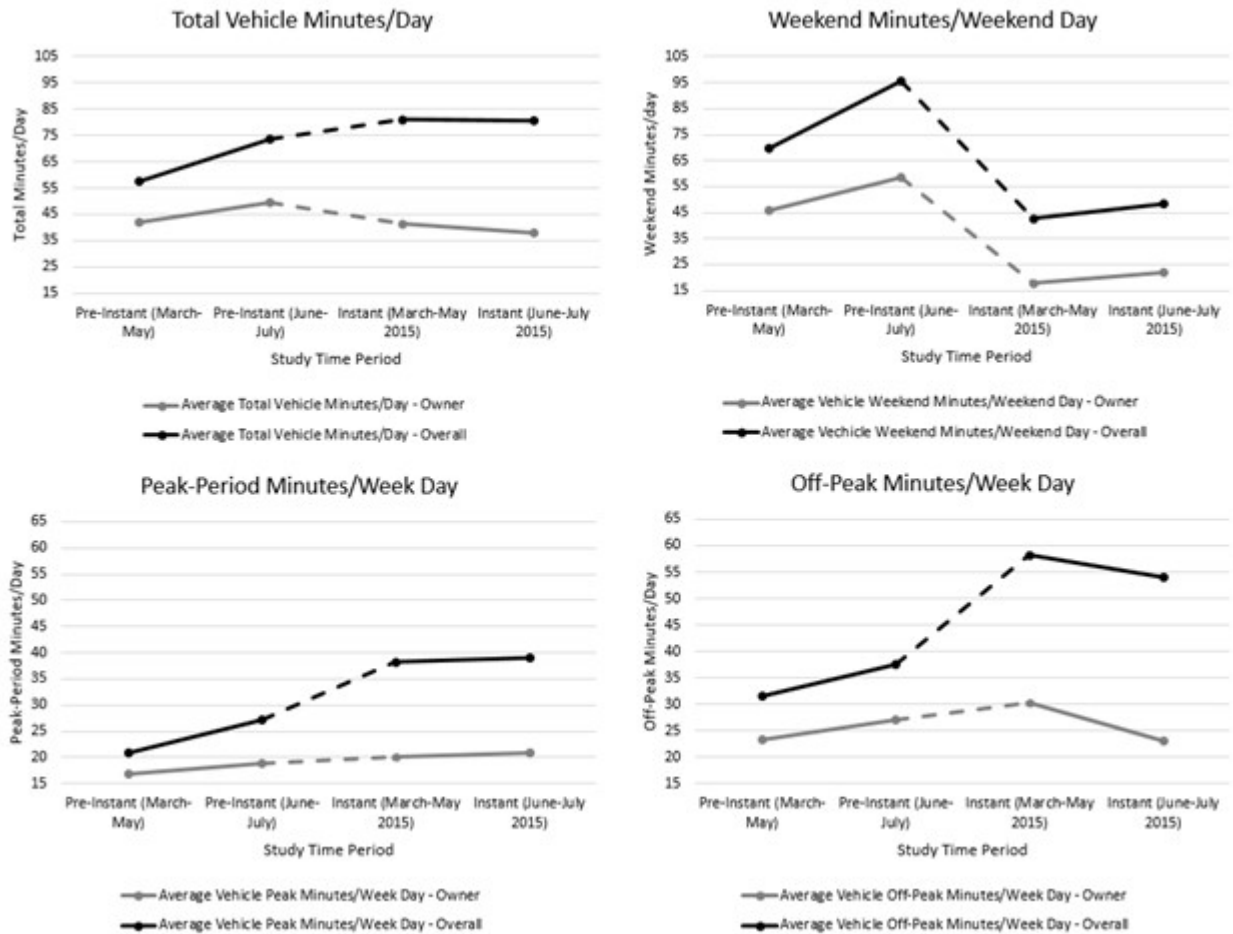 Total Vehicle Minutes/Day
105
95
85
75
65
55
45
35
25
15
Total Minutes/Day
Pre-Instant (March-
May)
Pre-Instant (June-
July)
Instant (March-May
2015)
Instant (June-July
2015)
Study Time Period
Average Total Vehicle Minutes/Day - Owner
Average Total Vehicle Minutes/Day - Overall
Weekend Minutes/Weekend Day
105
95
85
75
65
55
45
35
25
15
Weekend Minutes/day
Pre-Instant (March-
May)
Pre-Instant (June-
July)
Instant (March-May
2015)
Instant (June-July
2015)
Study Time Period
Average Vehicle Weekend Minutes/Weekend Day - Owner
Average Vechicle Weekend Minutes/Weekend Day - Overall
Peak-Period Minutes/Week Day
65
60
55
50
45
40
35
30
25
20
15
Peak-Period Minutes/Day
Pre-Instant (March-
May)
Pre-Instant (June-
July)
Instant (March-May
2015)
Instant (June-July
2015)
Study Time Period
Average Vehicle Peak Minutes/Week Day - Owner
Average Vehicle Peak Minutes/Week Day - Overall
Off-Peak Minutes/Week Day
65
60
55
50
45
40
35
30
25
20
15
Off-Peak Minutes/Day
Pre-Instant (March-
May)
Pre-Instant (June-
July)
Instant (March-May
2015)
Instant (June-July
2015)
Study Time Period
Average Vehicle Off-Peak Minutes/Week Day - Owner
Average Vehicle Off-Peak Minutes/Week Day - Overall